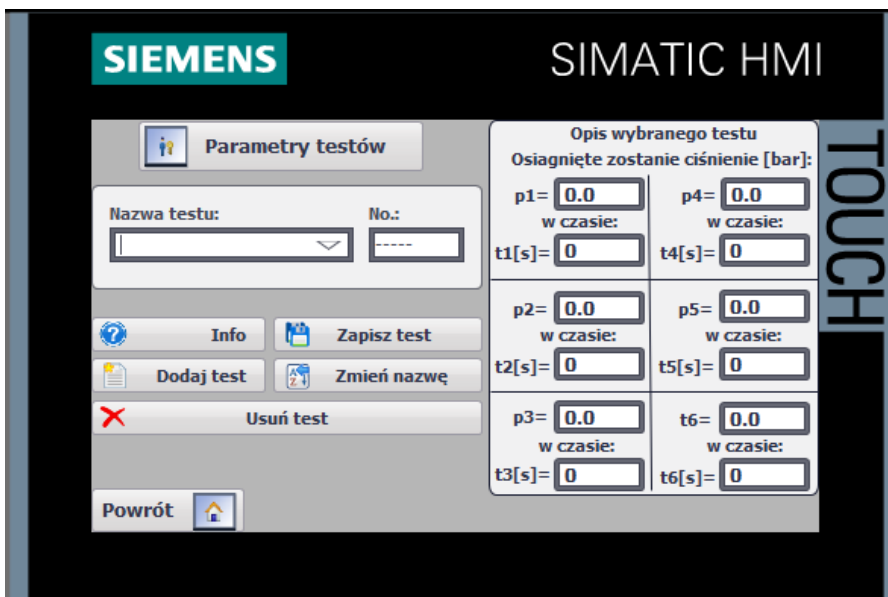 SIEMENS
SIMATIC HMI
TOUCH
Parametry testów
Nazwa testu:
No.:
-----
Info
Zapisz test
Dodaj test
Zmień nazwę
Usuń test
Powrót
Opis wybranego testu
Osiagnięte zostanie ciśnienie [bar]:
p1= 0.0
w czasie:
t1[s]= 0
p4= 0.0
w czasie:
t4[s]= 0
p2= 0.0
w czasie:
t2[s]= 0
p5= 0.0
w czasie:
t5[s]= 0
p3= 0.0
w czasie:
t3[s]= 0
t6= 0.0
w czasie:
t6[s]= 0